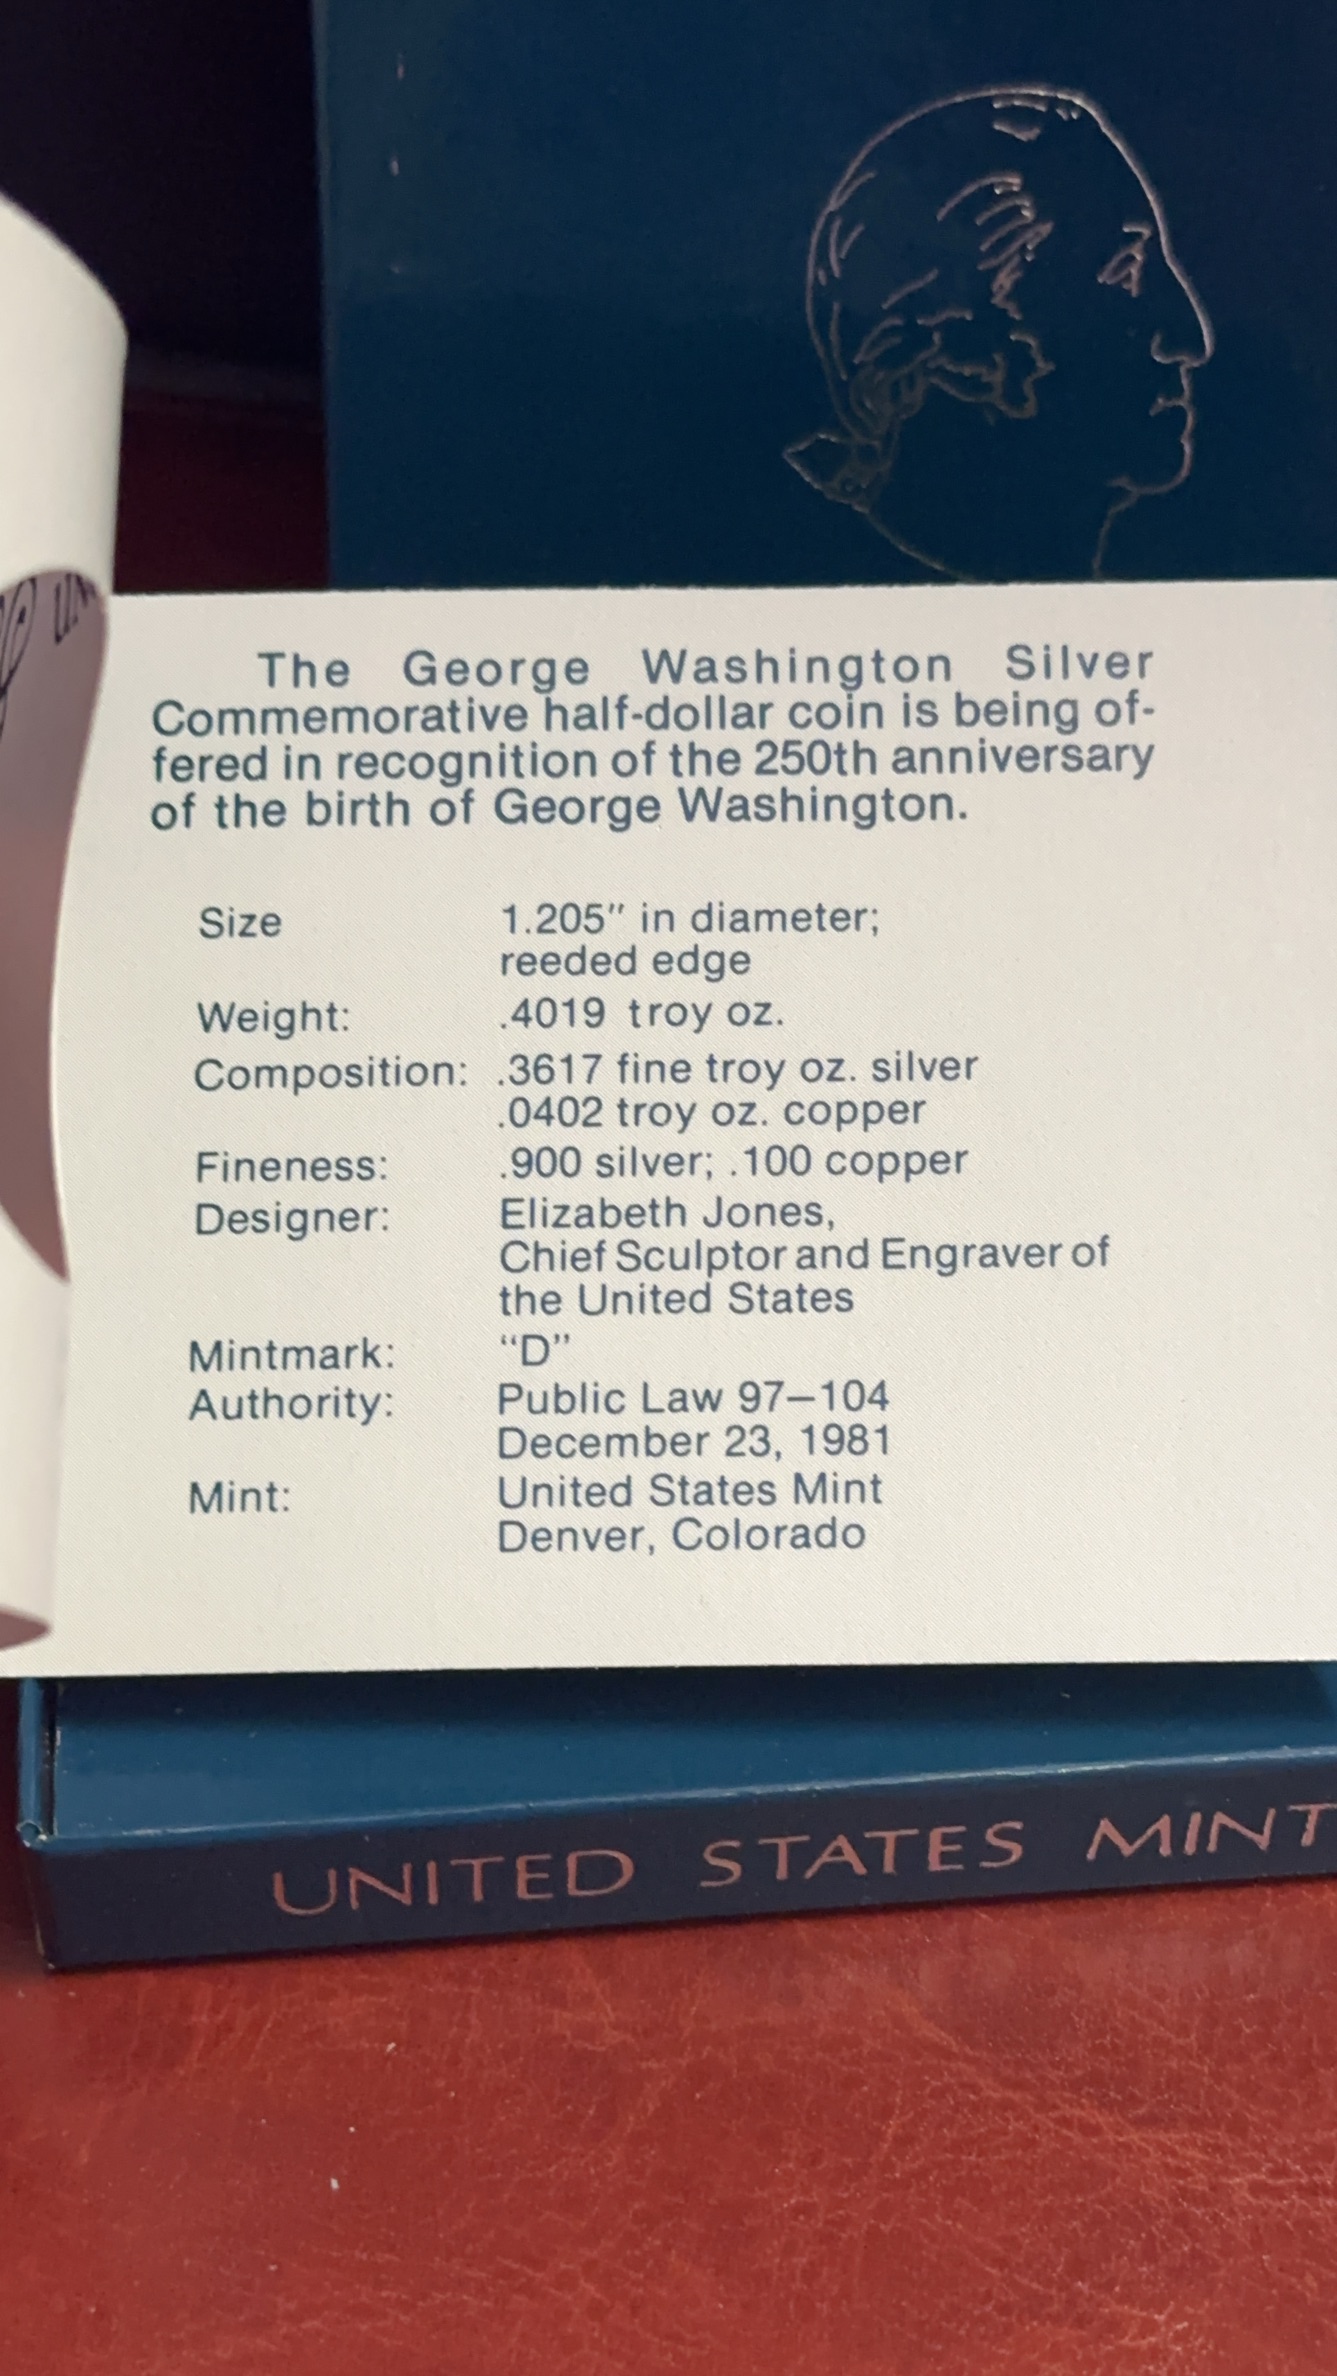 The George Washington Silver
Commemorative half-dollar coin is being of-
fered in recognition of the 250th anniversary
of the birth of George Washington.
Size 1.205" in diameter;
reeded edge
Weight: .4019 troy oz.
Composition: .3617 fine troy oz. silver
.0402 troy oz. copper
Fineness: .900 silver; .100 copper
Designer: Elizabeth Jones,
Chief Sculptor and Engraver of
the United States
Mintmark: “D”
Authority: Public Law 97–104
December 23, 1981
Mint: United States Mint
Denver, Colorado
UNITED STATES MINT